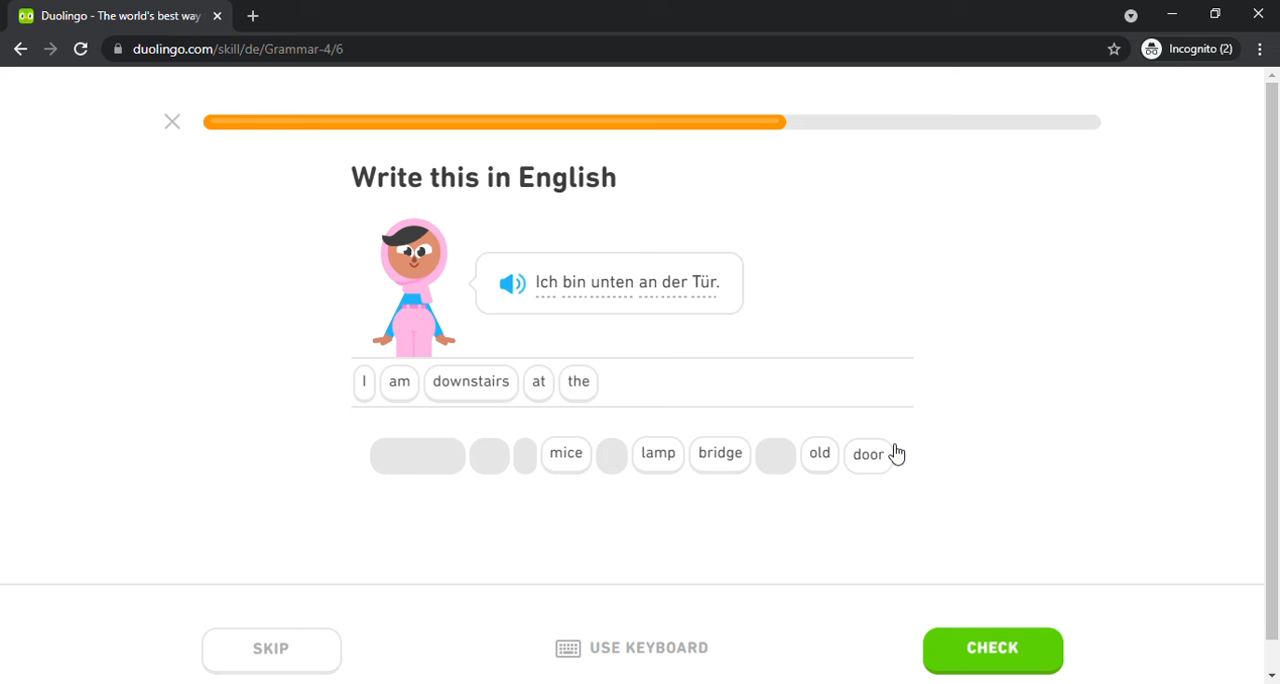 Duolingo - The world's best way
duolingo.com/skill/de/Grammar-4/6
Incognito (2)
Write this in English
Ich bin unten an der Tür.
I am downstairs at the
mice lamp bridge old door
SKIP USE KEYBOARD CHECK